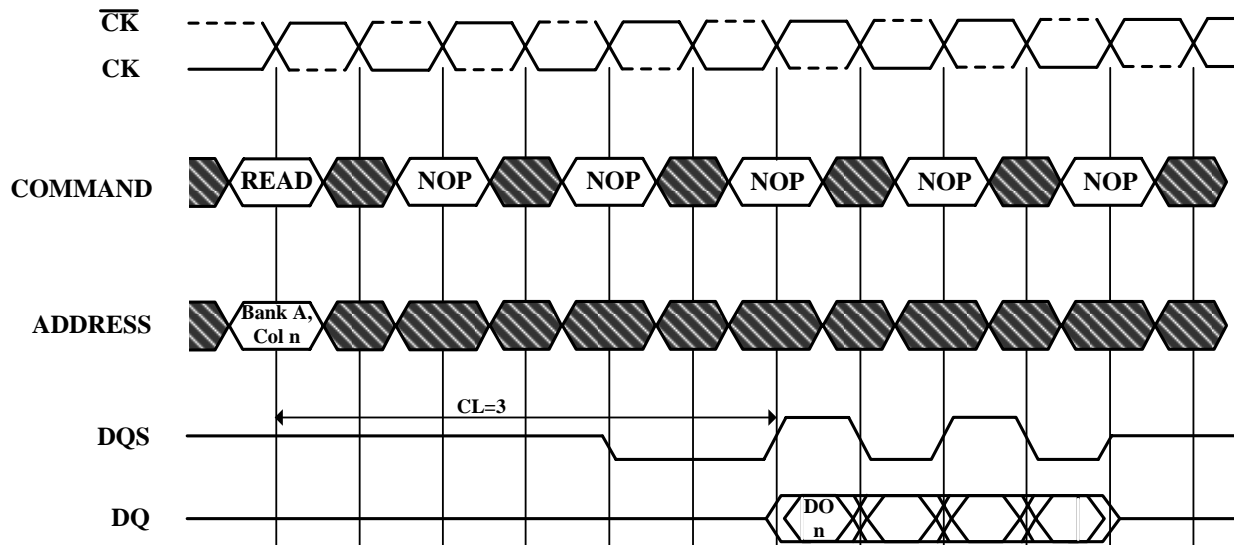 CK
CK
COMMAND READ NOP NOP NOP NOP NOP
ADDRESS Bank A,
Col n
CL=3
DQS
DQ DO
n